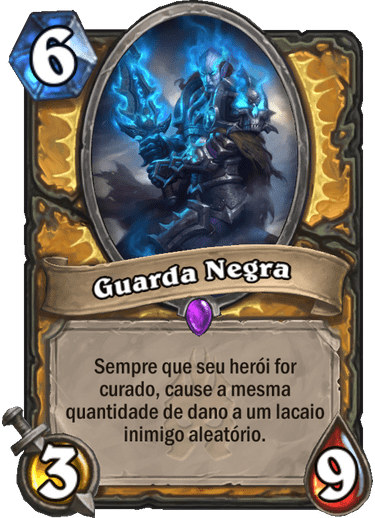 6
Guarda Negra
Sempre que seu herói for
curado, cause a mesma
quantidade de dano a um lacaio
inimigo aleatório.
3
9